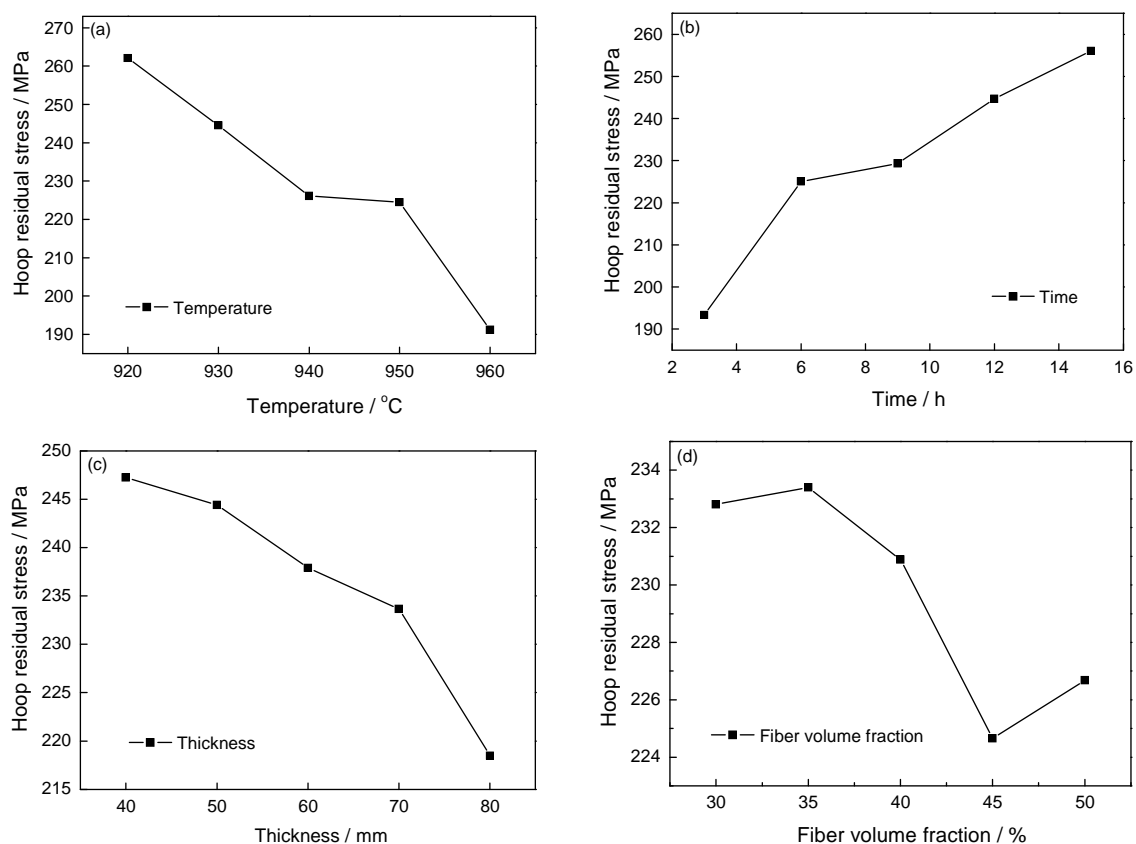 (a)
270
260
250
240
230
220
210
200
190
Hoop residual stress / MPa
Temperature
920 930 940 950 960
Temperature / °C
(b)
260
250
240
230
220
210
200
190
Hoop residual stress / MPa
Time
2 4 6 8 10 12 14 16
Time / h
(c)
250
245
240
235
230
225
220
215
Hoop residual stress / MPa
Thickness
40 50 60 70 80
Thickness / mm
(d)
234
232
230
228
226
224
Hoop residual stress / MPa
Fiber volume fraction
30 35 40 45 50
Fiber volume fraction / %